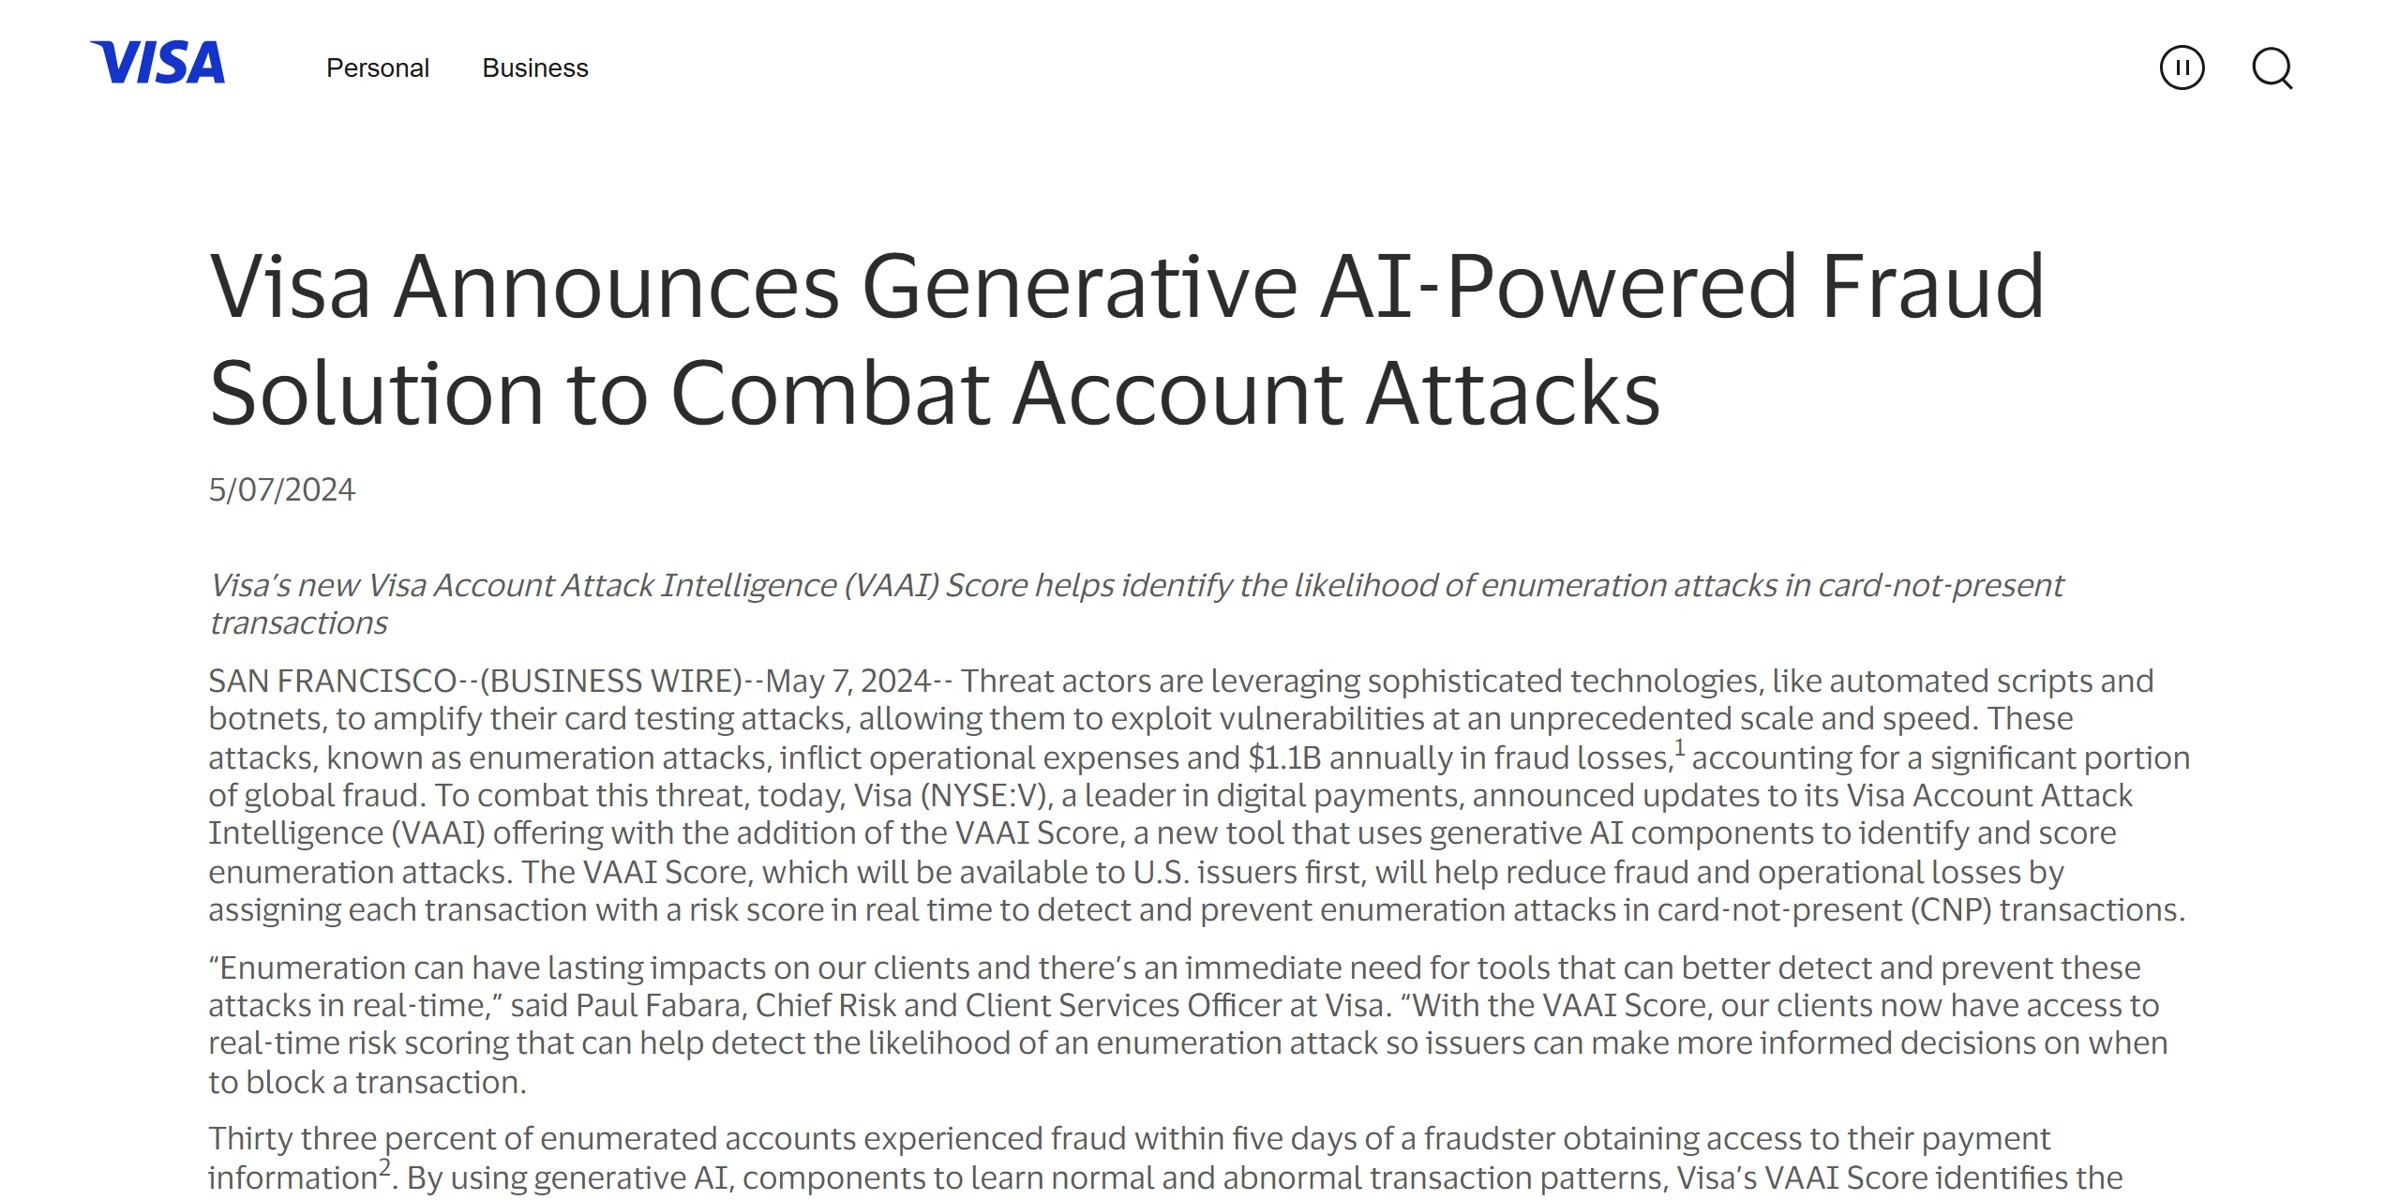 VISA Personal Business
Visa Announces Generative AI-Powered Fraud
Solution to Combat Account Attacks
5/07/2024
Visa’s new Visa Account Attack Intelligence (VAAI) Score helps identify the likelihood of enumeration attacks in card-not-present
transactions
SAN FRANCISCO--(BUSINESS WIRE)--May 7, 2024-- Threat actors are leveraging sophisticated technologies, like automated scripts and
botnets, to amplify their card testing attacks, allowing them to exploit vulnerabilities at an unprecedented scale and speed. These
attacks, known as enumeration attacks, inflict operational expenses and $1.1B annually in fraud losses,1 accounting for a significant portion
of global fraud. To combat this threat, today, Visa (NYSE:V), a leader in digital payments, announced updates to its Visa Account Attack
Intelligence (VAAI) offering with the addition of the VAAI Score, a new tool that uses generative AI components to identify and score
enumeration attacks. The VAAI Score, which will be available to U.S. issuers first, will help reduce fraud and operational losses by
assigning each transaction with a risk score in real time to detect and prevent enumeration attacks in card-not-present (CNP) transactions.
“Enumeration can have lasting impacts on our clients and there’s an immediate need for tools that can better detect and prevent these
attacks in real-time,” said Paul Fabara, Chief Risk and Client Services Officer at Visa. “With the VAAI Score, our clients now have access to
real-time risk scoring that can help detect the likelihood of an enumeration attack so issuers can make more informed decisions on when
to block a transaction.
Thirty three percent of enumerated accounts experienced fraud within five days of a fraudster obtaining access to their payment
information2. By using generative AI, components to learn normal and abnormal transaction patterns, Visa’s VAAI Score identifies the